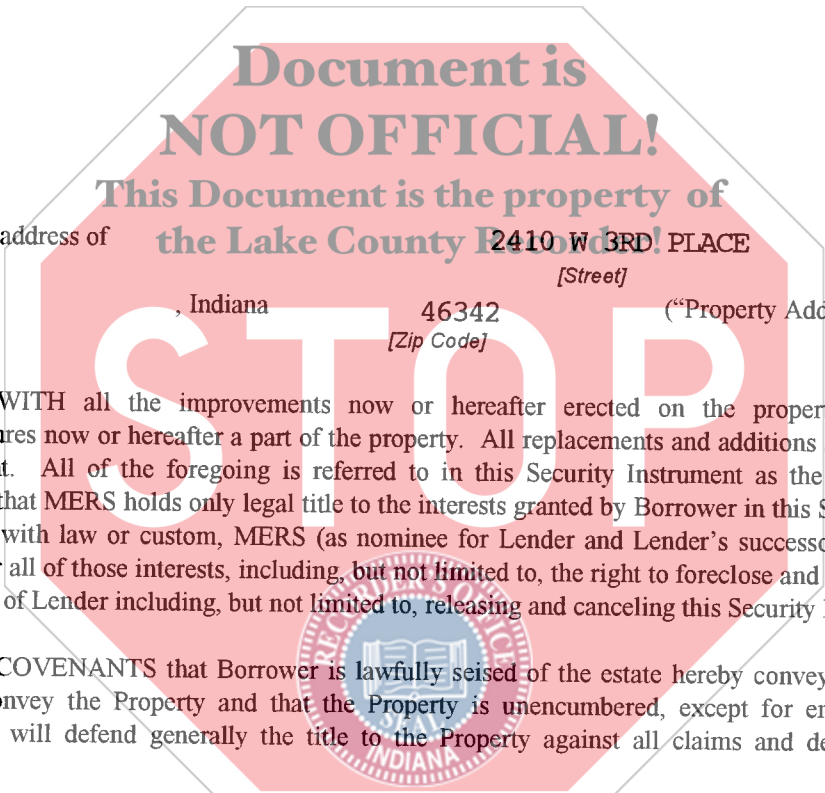 Document is
NOT OFFICIAL!
This Document is the property of
the Lake County Recorder!
address of 2410 W 3RD PLACE
[Street]
, Indiana 46342 (“Property Add
[Zip Code]
STOP
WITH all the improvements now or hereafter erected on the propert
res now or hereafter a part of the property. All replacements and additions
t. All of the foregoing is referred to in this Security Instrument as the
that MERS holds only legal title to the interests granted by Borrower in this S
with law or custom, MERS (as nominee for Lender and Lender’s successo
all of those interests, including, but not limited to, the right to foreclose and
of Lender including, but not limited to, releasing and canceling this Security
COVENANTS that Borrower is lawfully seised of the estate hereby convey
onvey the Property and that the Property is unencumbered, except for en
will defend generally the title to the Property against all claims and de
RECORDER'S OFFICE
SEAL
INDIANA